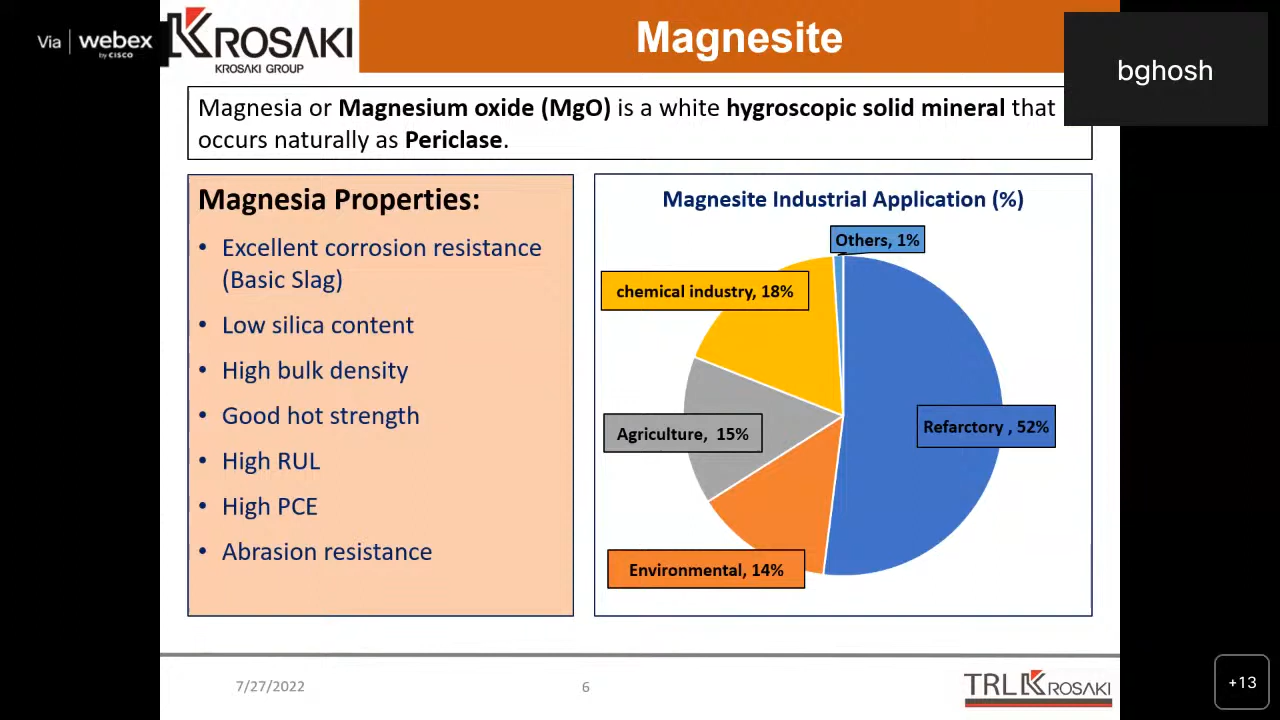 Via webex
by CISCO
KROSAKI
KROSAKI GROUP
Magnesite
bghosh
Magnesia or Magnesium oxide (MgO) is a white hygroscopic solid mineral that
occurs naturally as Periclase.
Magnesia Properties:
• Excellent corrosion resistance
(Basic Slag)
• Low silica content
• High bulk density
• Good hot strength
• High RUL
• High PCE
• Abrasion resistance
Magnesite Industrial Application (%)
Others, 1%
chemical industry, 18%
Agriculture, 15%
Refarctory , 52%
Environmental, 14%
7/27/2022
6
TRL KROSAKI
+13